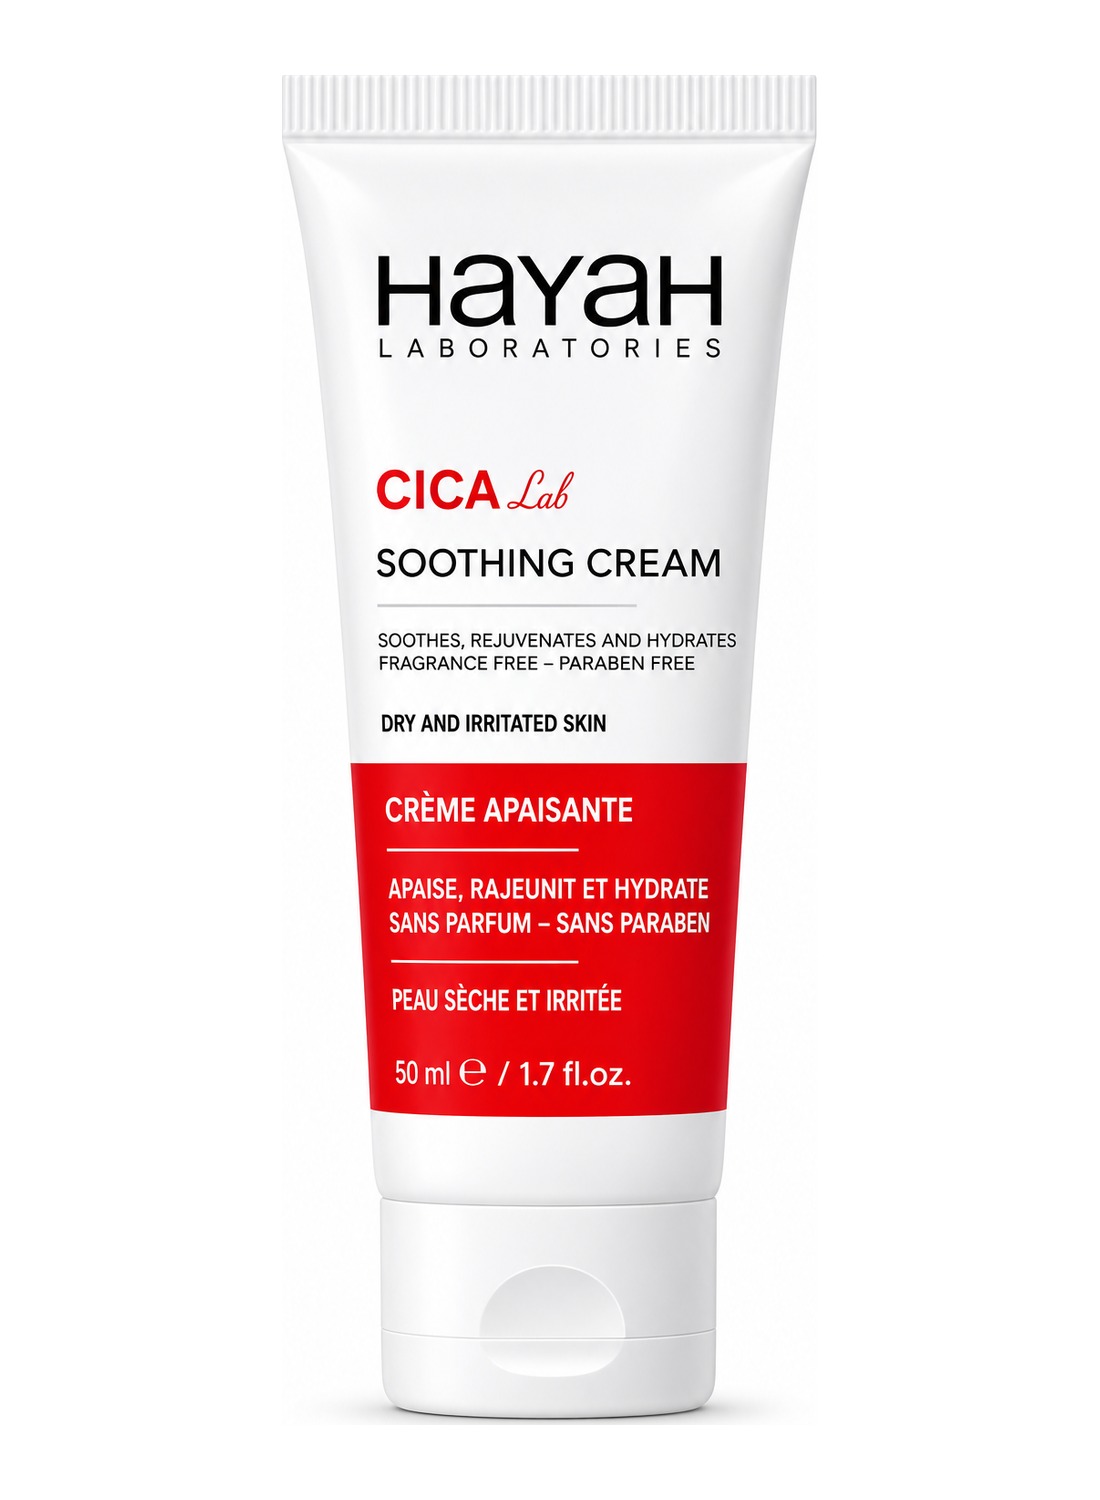 HaYaH
LABORATORIES
CICA Lab
SOOTHING CREAM
SOOTHES, REJUVENATES AND HYDRATES
FRAGRANCE FREE – PARABEN FREE
DRY AND IRRITATED SKIN
CRÈME APAISANTE
APAISE, RAJEUNIT ET HYDRATE
SANS PARFUM – SANS PARABEN
PEAU SÈCHE ET IRRITÉE
50 ml ℮ / 1.7 fl.oz.